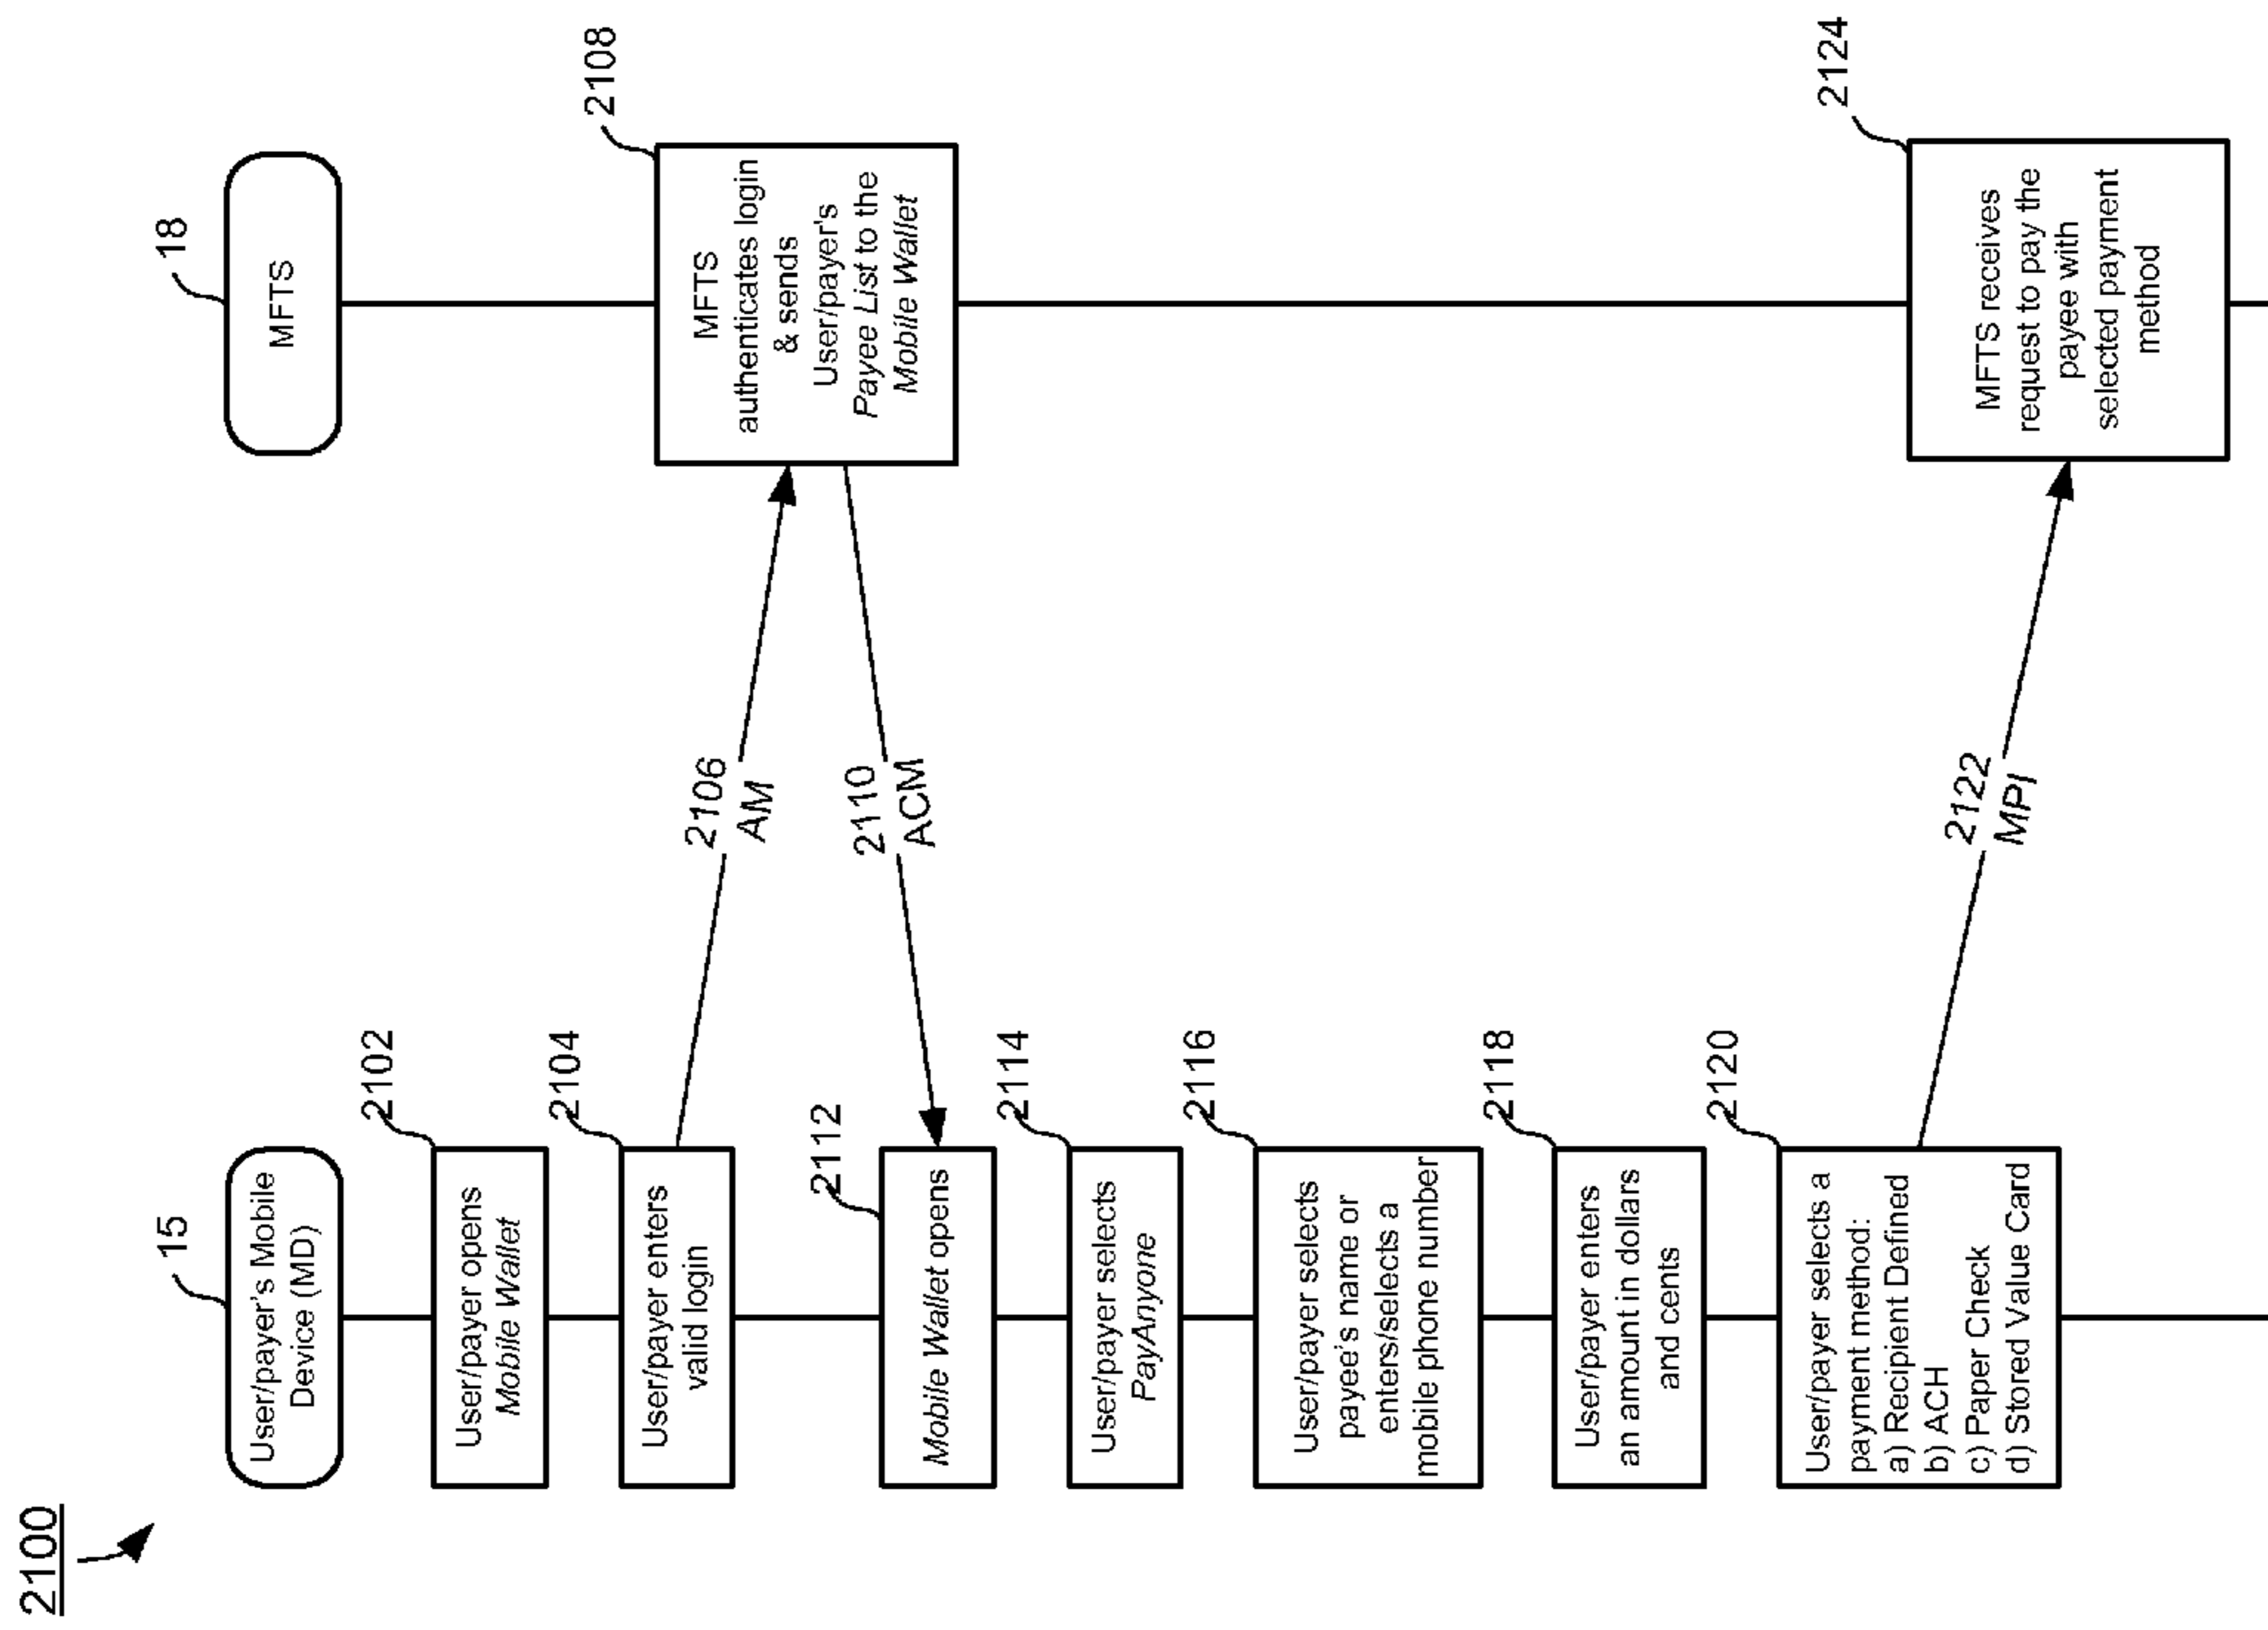 2100
15
User/payer's Mobile
Device (MD)
18
MFTS
2102
User/payer opens
Mobile Wallet
2104
User/payer enters
valid login
2106
AM
2108
MFTS
authenticates login
& sends
User/payer's
Payee List to the
Mobile Wallet
2110
ACM
2112
Mobile Wallet opens
2114
User/payer selects
PayAnyone
2116
User/payer selects
payee's name or
enters/selects a
mobile phone number
2118
User/payer enters
an amount in dollars
and cents
2120
User/payer selects a
payment method:
a) Recipient Defined
b) ACH
c) Paper Check
d) Stored Value Card
2122
MPI
2124
MFTS receives
request to pay the
payee with
selected payment
method